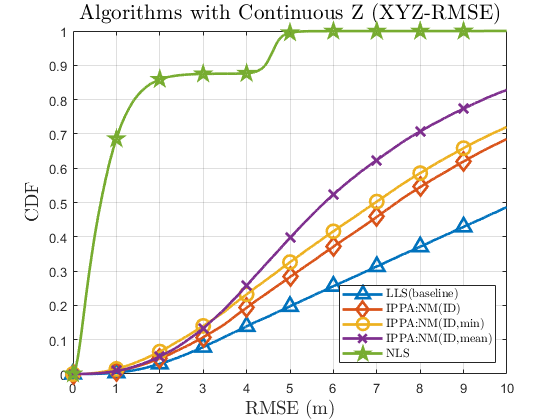 Algorithms with Continuous Z (XYZ-RMSE)
1
0.9
0.8
0.7
0.6
0.5
0.4
0.3
0.2
0.1
0
CDF
LLS(baseline)
IPPA:NM(ID)
IPPA:NM(ID,min)
IPPA:NM(ID,mean)
NLS
0 1 2 3 4 5 6 7 8 9 10
RMSE (m)